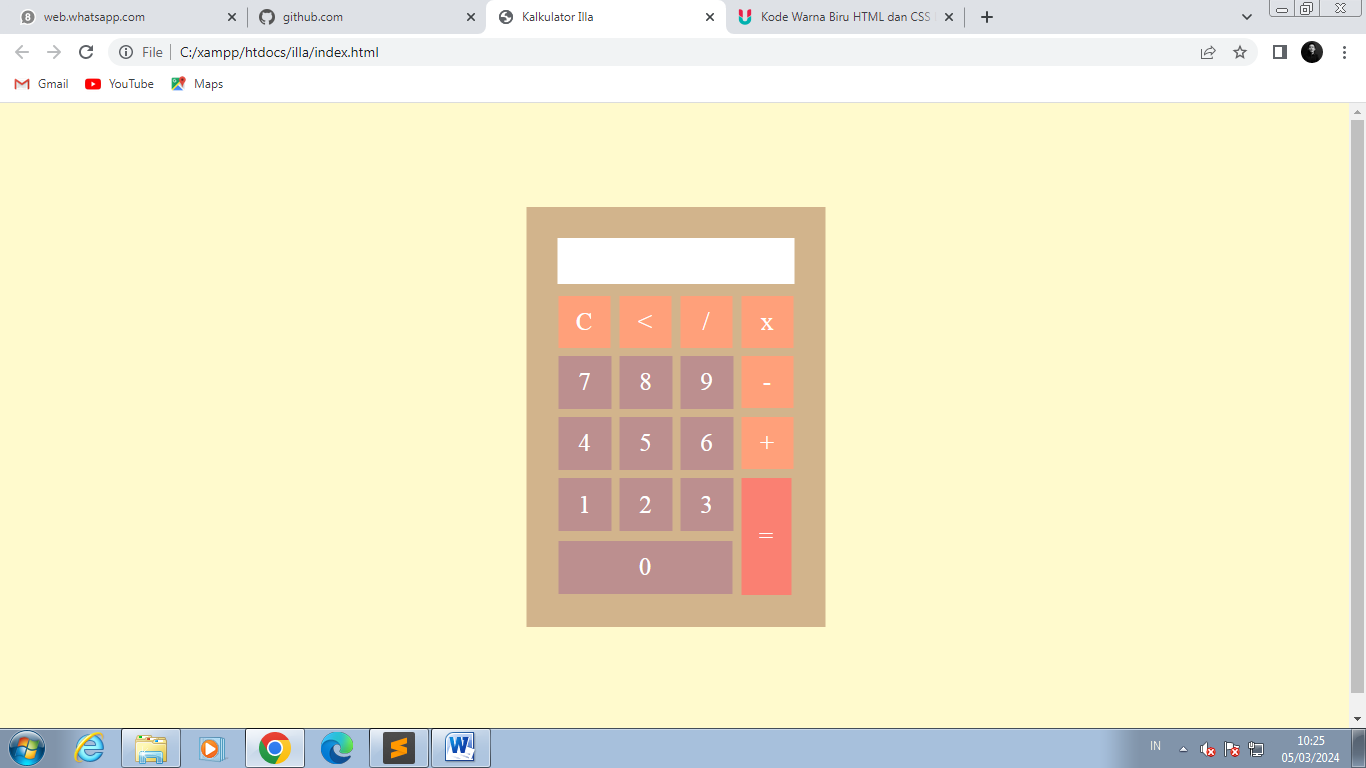 web.whatsapp.com
github.com
Kalkulator Illa
Kode Warna Biru HTML dan CSS
File
C:/xampp/htdocs/illa/index.html
Gmail
YouTube
Maps
C < / x
7 8 9 -
4 5 6 +
1 2 3
=
0
IN
10:25
05/03/2024